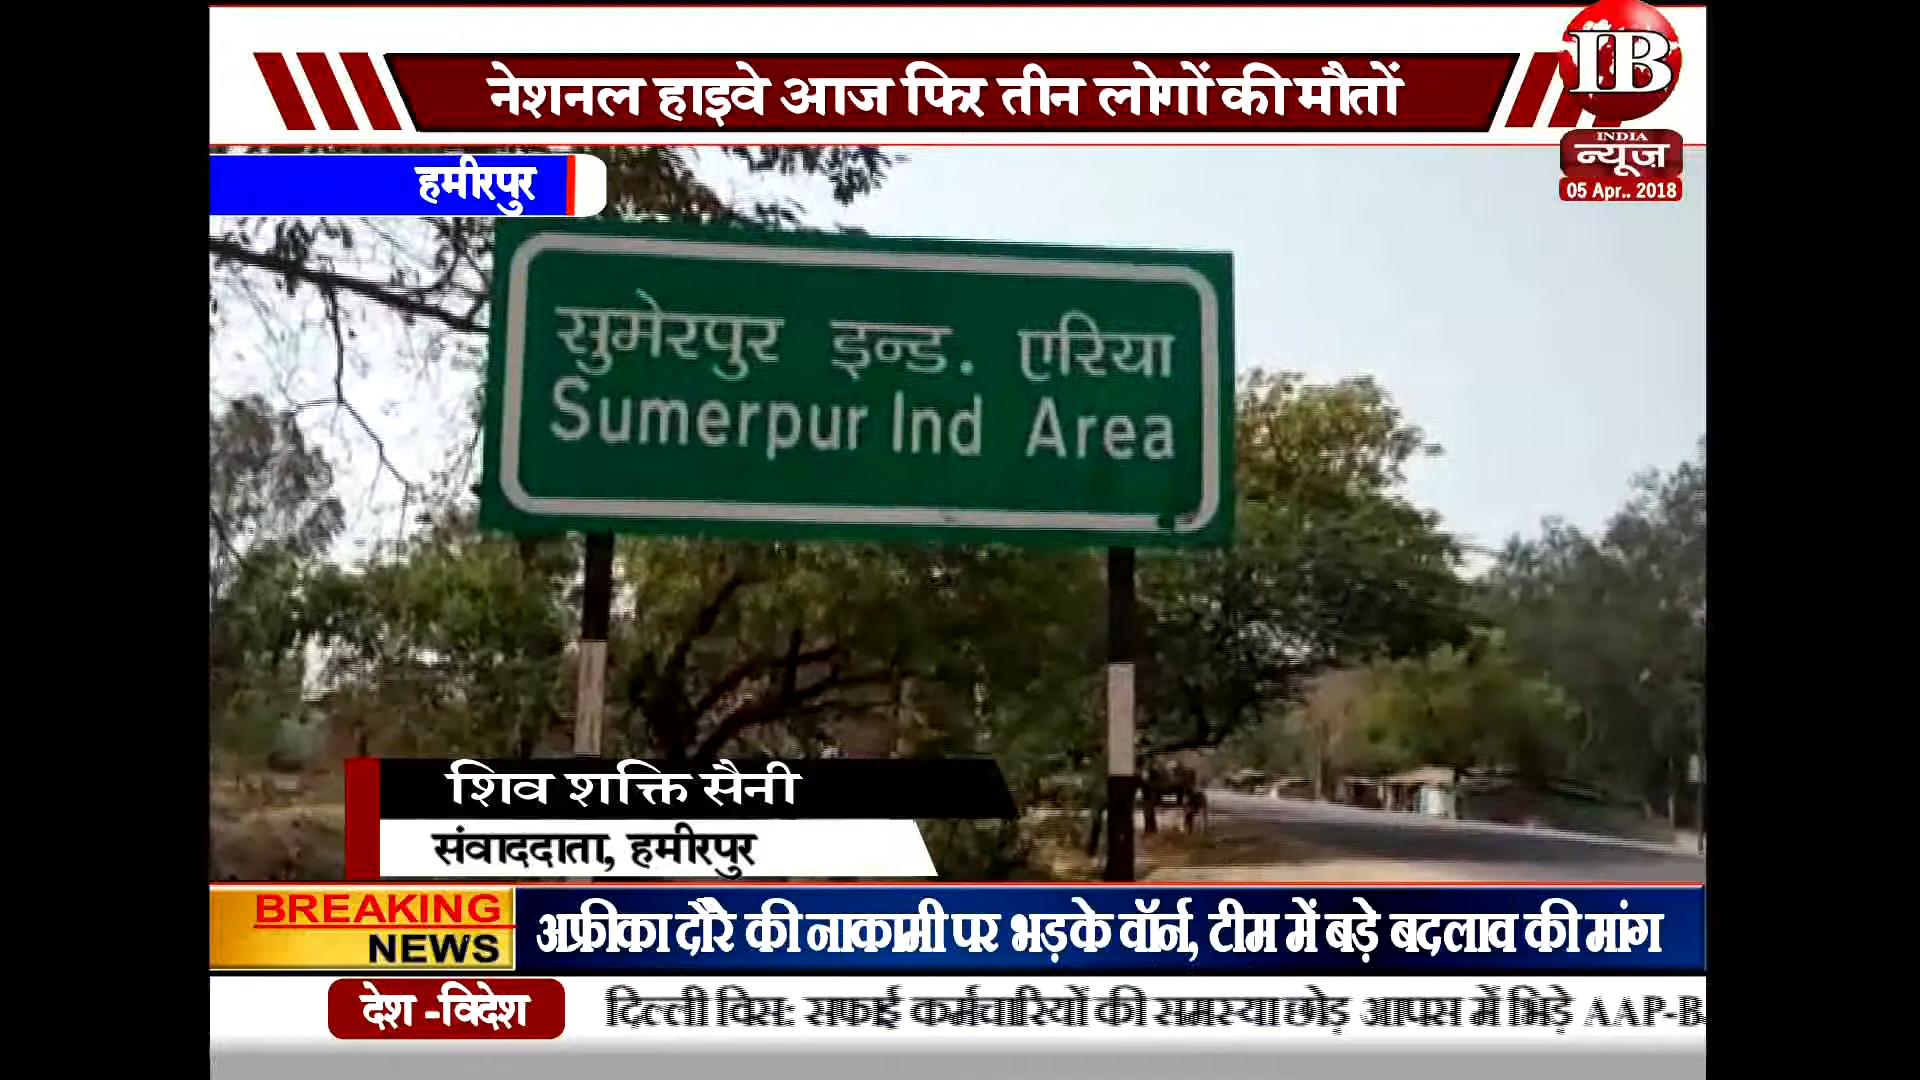 नेशनल हाइवे आज फिर तीन लोगों की मौतों
IB
INDIA
न्यूज़
05 Apr.. 2018
हमीरपुर
सुमेरपुर इन्ड. एरिया
Sumerpur Ind Area
शिव शक्ति सैनी
संवाददाता, हमीरपुर
BREAKING
NEWS
अफ्रीका दौरे की नाकामी पर भड़के वॉर्न, टीम में बड़े बदलाव की मांग
देश -विदेश
दिल्ली विस: सफाई कर्मचारियों की समस्या छोड़ आपस में भिड़े AAP-B